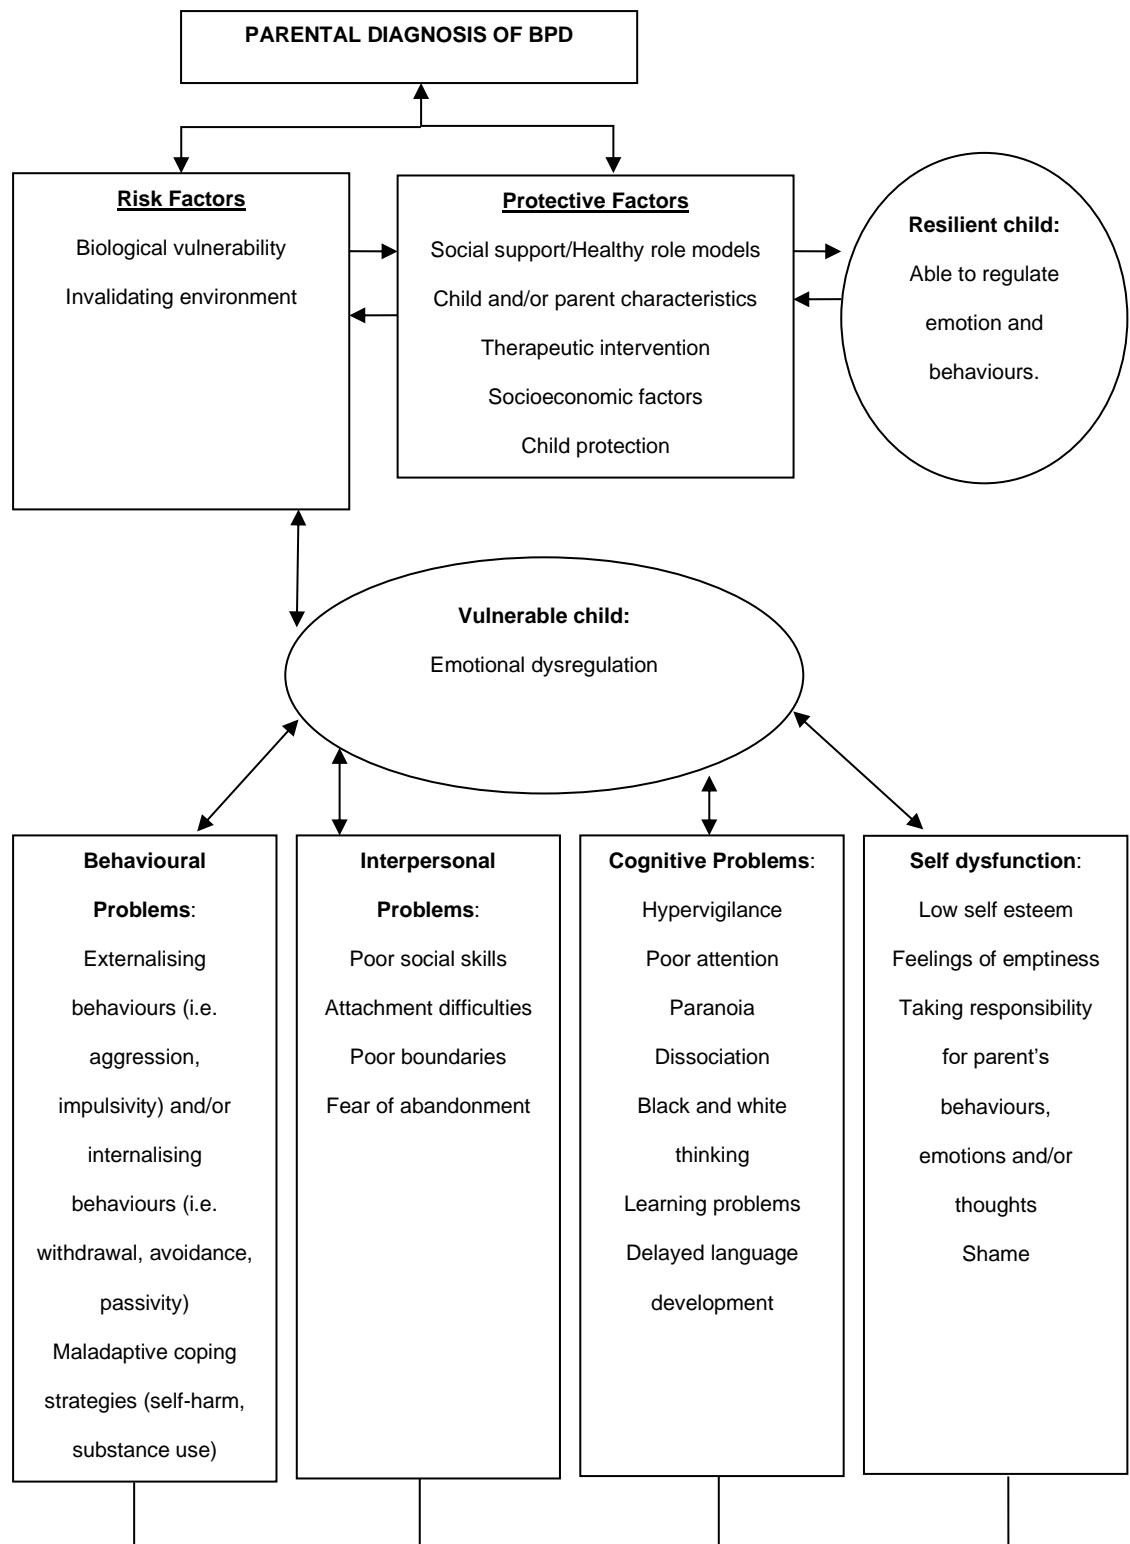 PARENTAL DIAGNOSIS OF BPD
Risk Factors
Biological vulnerability
Invalidating environment
Protective Factors
Social support/Healthy role models
Child and/or parent characteristics
Therapeutic intervention
Socioeconomic factors
Child protection
Resilient child:
Able to regulate
emotion and
behaviours.
Vulnerable child:
Emotional dysregulation
Behavioural
Problems:
Externalising
behaviours (i.e.
aggression,
impulsivity) and/or
internalising
behaviours (i.e.
withdrawal, avoidance,
passivity)
Maladaptive coping
strategies (self-harm,
substance use)
Interpersonal
Problems:
Poor social skills
Attachment difficulties
Poor boundaries
Fear of abandonment
Cognitive Problems:
Hypervigilance
Poor attention
Paranoia
Dissociation
Black and white
thinking
Learning problems
Delayed language
development
Self dysfunction:
Low self esteem
Feelings of emptiness
Taking responsibility
for parent's
behaviours,
emotions and/or
thoughts
Shame